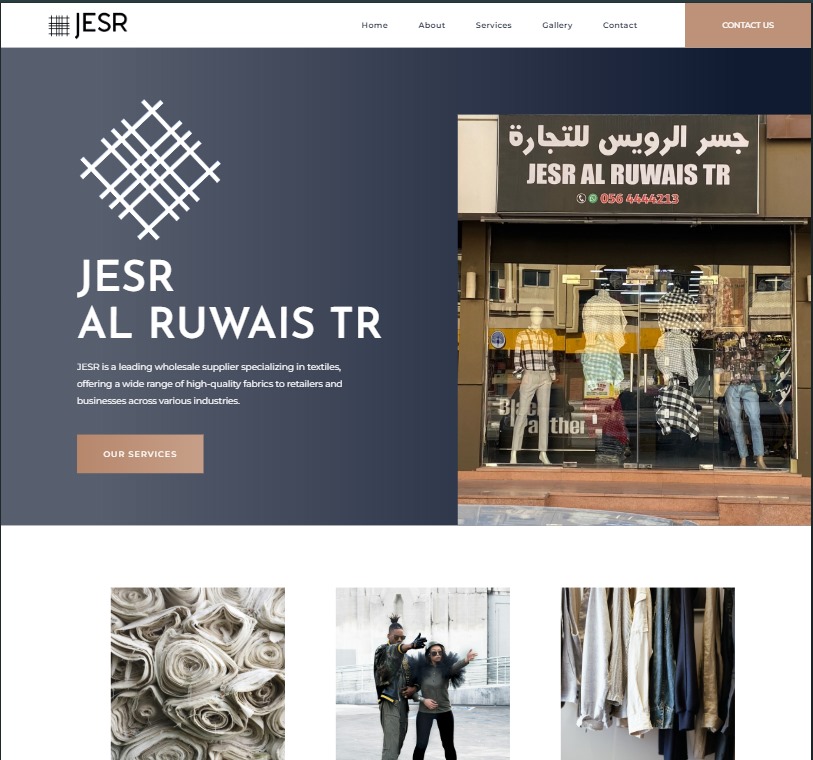 JESR
Home About Services Gallery Contact
CONTACT US
JESR
AL RUWAIS TR
JESR is a leading wholesale supplier specializing in textiles,
offering a wide range of high-quality fabrics to retailers and
businesses across various industries.
OUR SERVICES
جسر الرويس للتجارة
JESR AL RUWAIS TR
056 4444213
Black
Panther